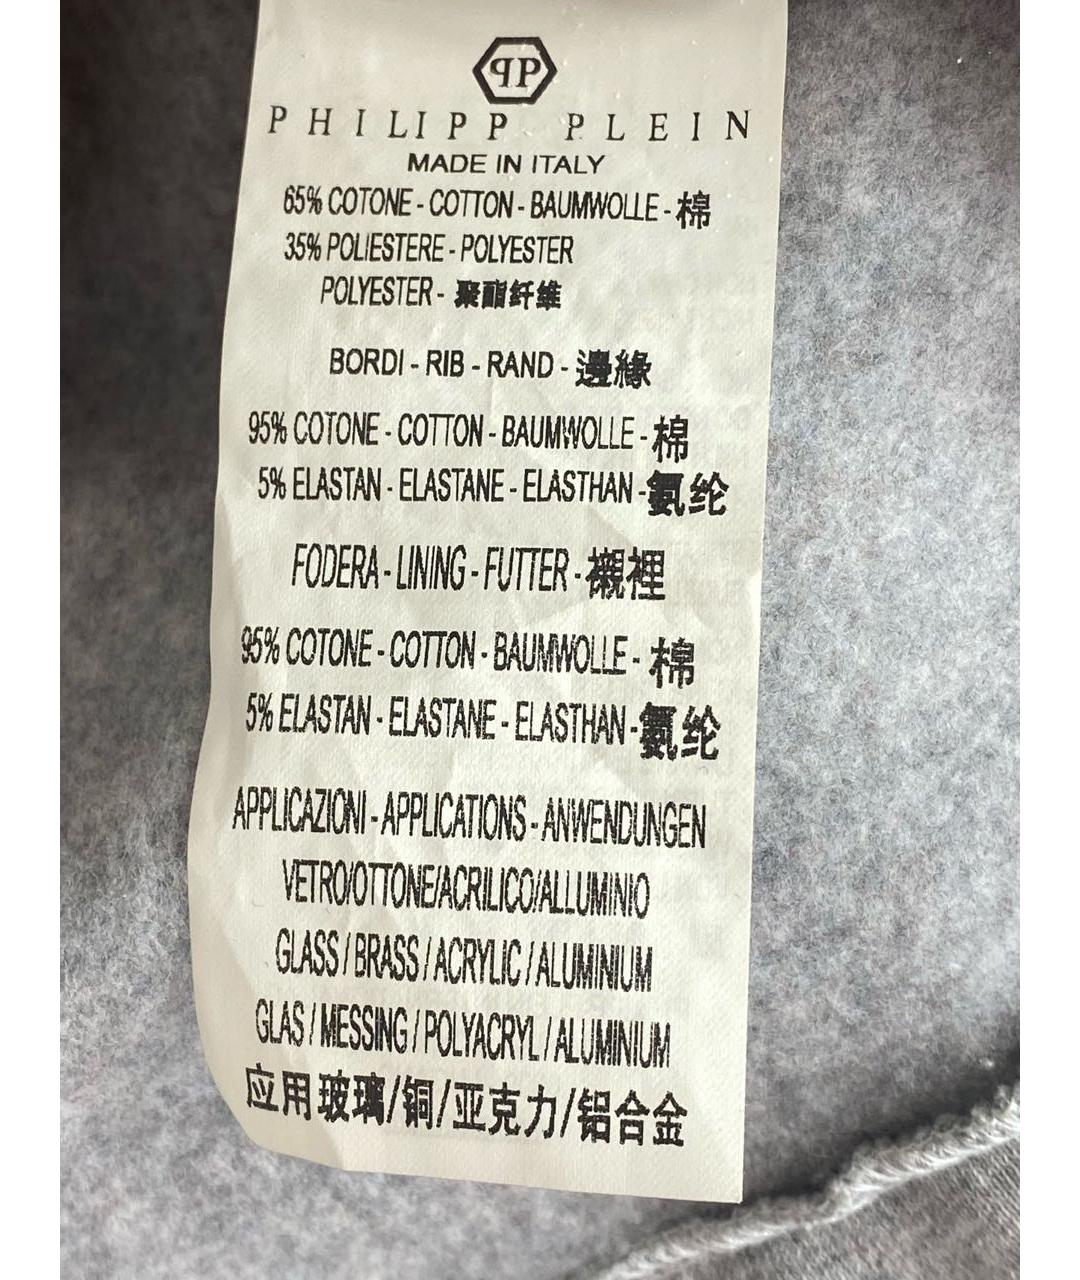 PHILIPP PLEIN
MADE IN ITALY
65% COTONE - COTTON - BAUMWOLLE - 棉
35% POLIESTERE - POLYESTER
POLYESTER - 聚酯纤维
BORDI - RIB - RAND - 邊緣
95% COTONE - COTTON - BAUMWOLLE - 棉
5% ELASTAN - ELASTANE - ELASTHAN - 氨纶
FODERA - LINING - FUTTER - 襯裡
95% COTONE - COTTON - BAUMWOLLE - 棉
5% ELASTAN - ELASTANE - ELASTHAN - 氨纶
APPLICAZIONI - APPLICATIONS - ANWENDUNGEN
VETRO/OTTONE/ACRILICO/ALLUMINIO
GLASS / BRASS / ACRYLIC / ALUMINIUM
GLAS / MESSING / POLYACRYL / ALUMINIUM
应用玻璃/铜/亚克力/铝合金